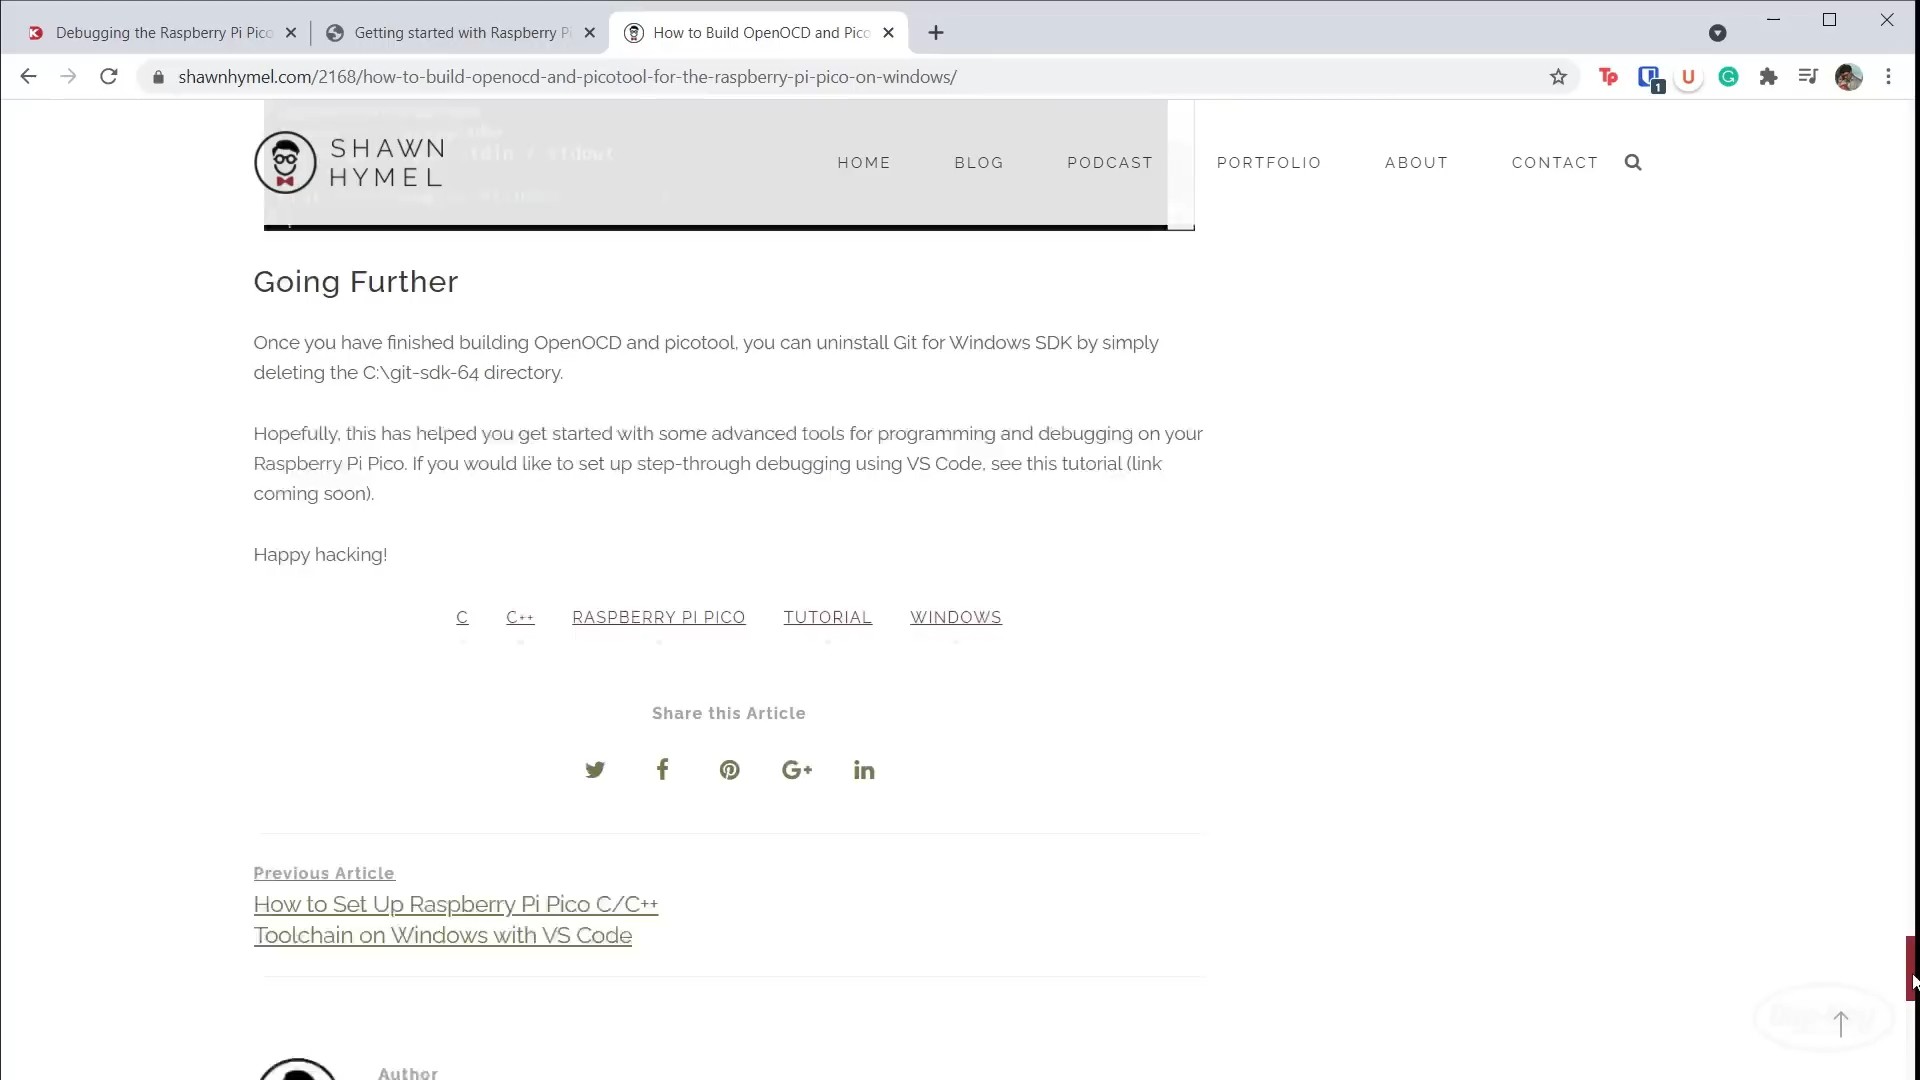 Debugging the Raspberry Pi Pico
Getting started with Raspberry Pi
How to Build OpenOCD and Pico
shawnhymel.com/2168/how-to-build-openocd-and-picotool-for-the-raspberry-pi-pico-on-windows/
Tp
1
U
G
SHAWN
HYMEL
HOME
BLOG
PODCAST
PORTFOLIO
ABOUT
CONTACT
Going Further
Once you have finished building OpenOCD and picotool, you can uninstall Git for Windows SDK by simply
deleting the C:\git-sdk-64 directory.
Hopefully, this has helped you get started with some advanced tools for programming and debugging on your
Raspberry Pi Pico. If you would like to set up step-through debugging using VS Code, see this tutorial (link
coming soon).
Happy hacking!
C
C++
RASPBERRY PI PICO
TUTORIAL
WINDOWS
Share this Article
G+
in
Previous Article
How to Set Up Raspberry Pi Pico C/C++
Toolchain on Windows with VS Code
Author